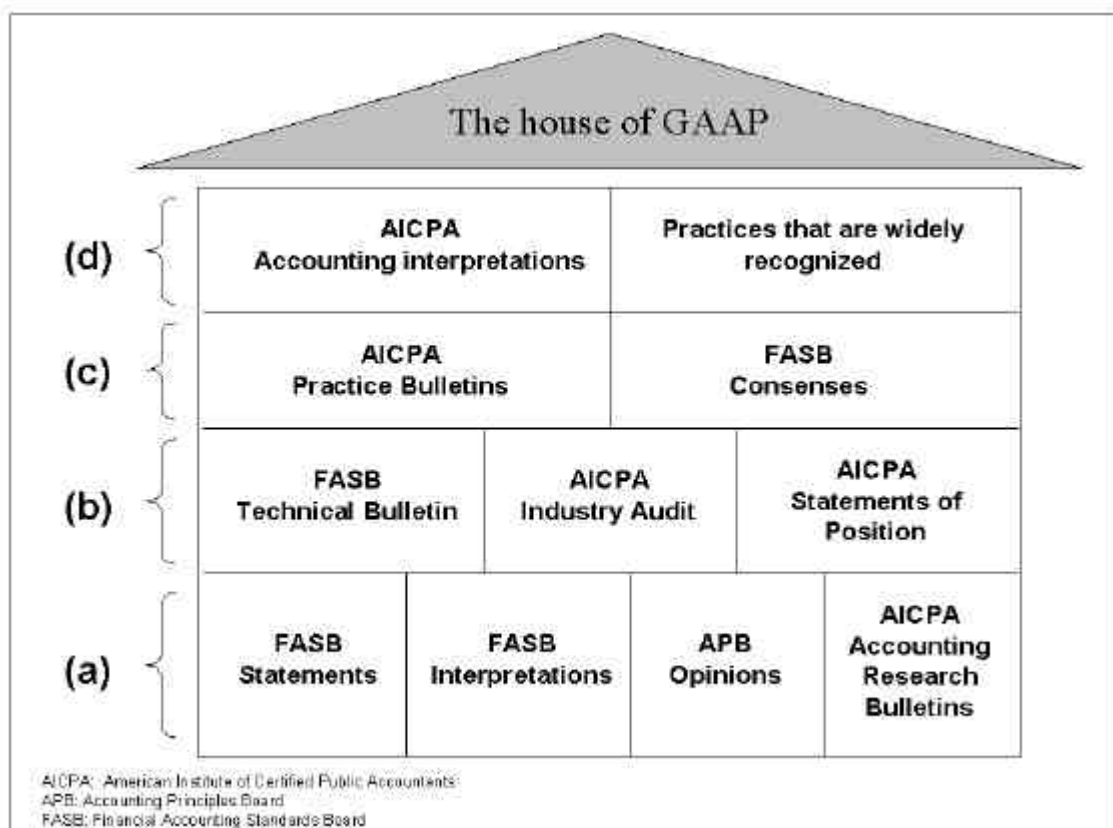 The house of GAAP
(d)
AICPA
Accounting interpretations
Practices that are widely
recognized
(c)
AICPA
Practice Bulletins
FASB
Consenses
(b)
FASB
Technical Bulletin
AICPA
Industry Audit
AICPA
Statements of
Position
(a)
FASB
Statements
FASB
Interpretations
APB
Opinions
AICPA
Accounting
Research
Bulletins
AICPA: American Institute of Certified Public Accountants
APB: Accounting Principles Board
FASB: Financial Accounting Standards Board